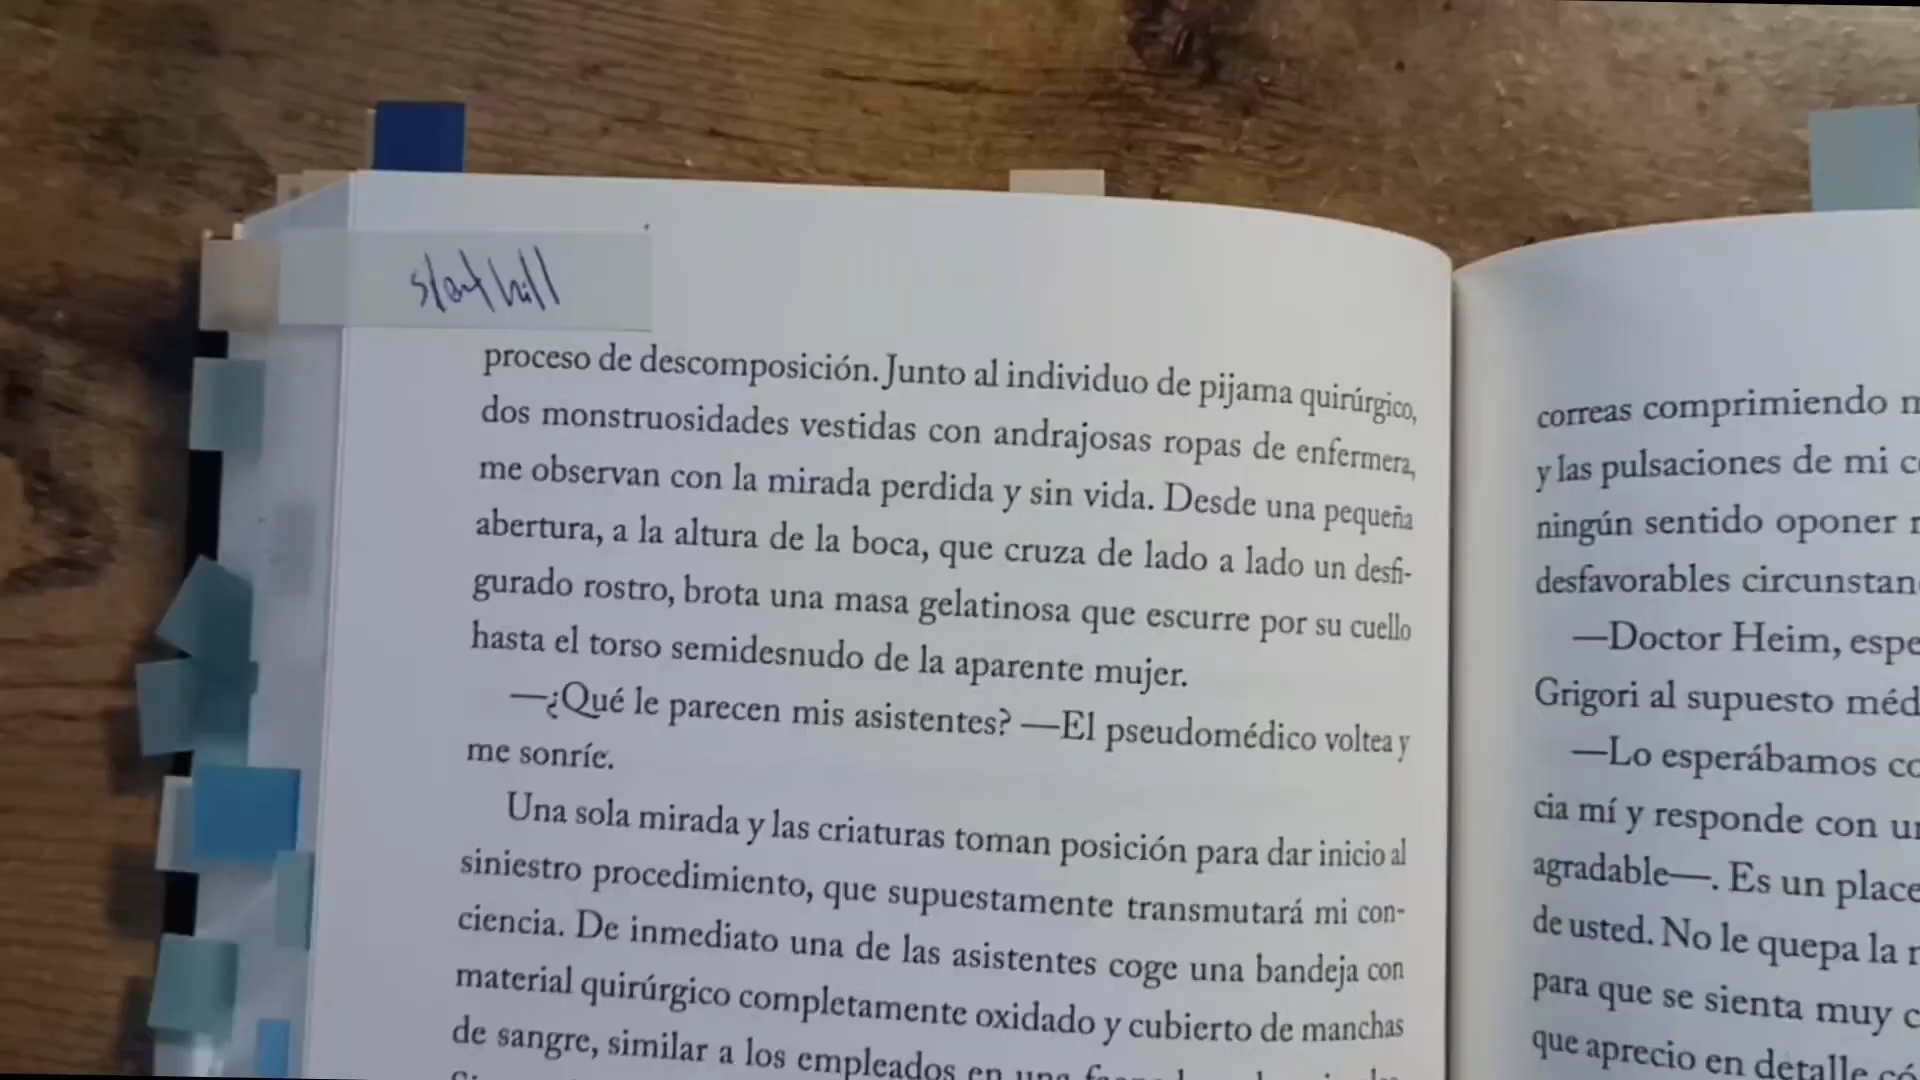 proceso de descomposición. Junto al individuo de pijama quirúrgico,
dos monstruosidades vestidas con andrajosas ropas de enfermera,
me observan con la mirada perdida y sin vida. Desde una pequeña
abertura, a la altura de la boca, que cruza de lado a lado un desfi-
gurado rostro, brota una masa gelatinosa que escurre por su cuello
hasta el torso semidesnudo de la aparente mujer.
—¿Qué le parecen mis asistentes? —El pseudomédico voltea y
me sonríe.
Una sola mirada y las criaturas toman posición para dar inicio al
siniestro procedimiento, que supuestamente transmutará mi con-
ciencia. De inmediato una de las asistentes coge una bandeja con
material quirúrgico completamente oxidado y cubierto de manchas
de sangre, similar a los empleados en una
correas comprimiendo
y las pulsaciones de mi
ningún sentido oponer
desfavorables
—Doctor Heim,
Grigori al supuesto
—Lo esperábamos
cia mí y responde con
agradable—. Es un
de usted. No le quepa la
para que se sienta muy
que aprecio en detalle